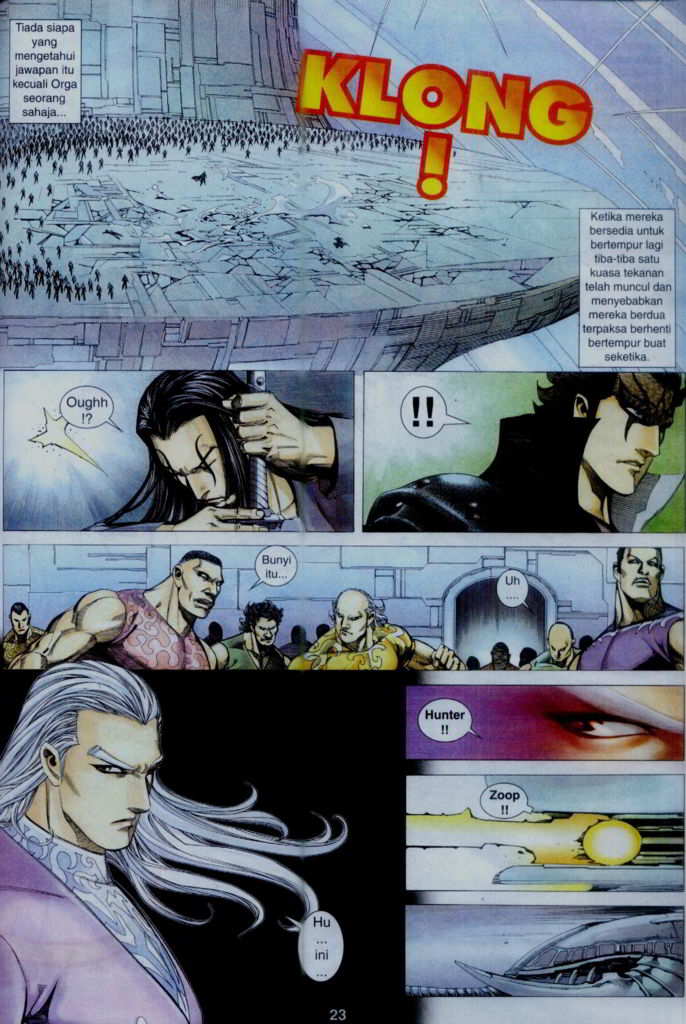 Tiada siapa
yang
mengetahui
jawapan itu
kecuali Orga
seorang
sahaja...
KLONG
!
Ketika mereka
bersedia untuk
bertempur lagi
tiba-tiba satu
kuasa tekanan
telah muncul dan
menyebabkan
mereka berdua
terpaksa berhenti
bertempur buat
seketika.
Oughh
!?
!!
Bunyi
itu...
Uh
....
Hunter
!!
Zoop
!!
Hu
...
ini
...
23